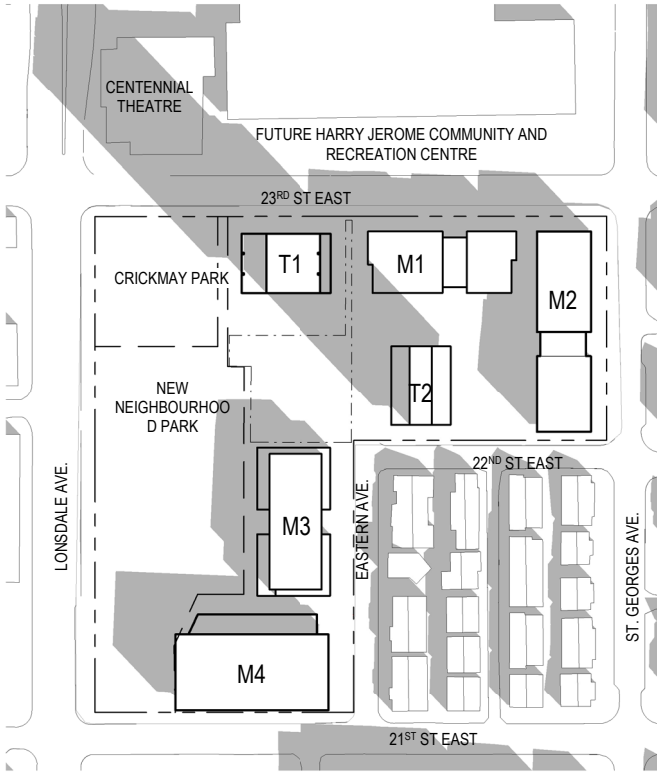 CENTENNIAL
THEATRE
FUTURE HARRY JEROME COMMUNITY AND
RECREATION CENTRE
23RD ST EAST
T1
M1
CRICKMAY PARK
M2
NEW
NEIGHBOURHOO
D PARK
T2
22ND ST EAST
LONSDALE AVE.
M3
EASTERN AVE.
ST. GEORGES AVE.
M4
21ST ST EAST